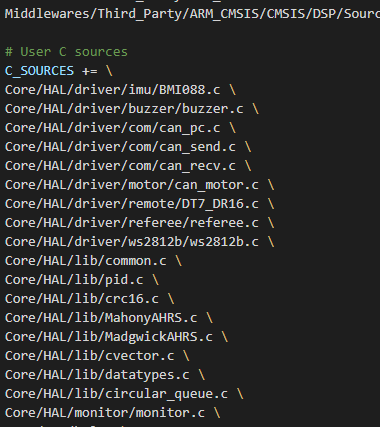 Middlewares/Third_Party/ARM_CMSIS/CMSIS/DSP/Sourc
# User C sources
C_SOURCES += \
Core/HAL/driver/imu/BMI088.c \
Core/HAL/driver/buzzer/buzzer.c \
Core/HAL/driver/com/can_pc.c \
Core/HAL/driver/com/can_send.c \
Core/HAL/driver/com/can_recv.c \
Core/HAL/driver/motor/can_motor.c \
Core/HAL/driver/remote/DT7_DR16.c \
Core/HAL/driver/referee/referee.c \
Core/HAL/driver/ws2812b/ws2812b.c \
Core/HAL/lib/common.c \
Core/HAL/lib/pid.c \
Core/HAL/lib/crc16.c \
Core/HAL/lib/MahonyAHRS.c \
Core/HAL/lib/MadgwickAHRS.c \
Core/HAL/lib/cvector.c \
Core/HAL/lib/datatypes.c \
Core/HAL/lib/circular_queue.c \
Core/HAL/monitor/monitor.c \